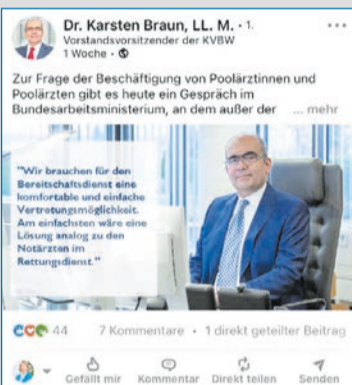 Dr. Karsten Braun, LL. M. • 1.
Vorstandsvorsitzender der KVBW
1 Woche •
Zur Frage der Beschäftigung von Poolärztinnen und
Poolärzten gibt es heute ein Gespräch im
Bundesarbeitsministerium, an dem außer der ... mehr
"Wir brauchen für den
Bereitschaftsdienst eine
komfortable und einfache
Vertretungsmöglichkeit.
Am einfachsten wäre eine
Lösung analog zu den
Notärzten im
Rettungsdienst."
44 7 Kommentare • 1 direkt geteilter Beitrag
Gefällt mir Kommentar Direkt teilen Senden